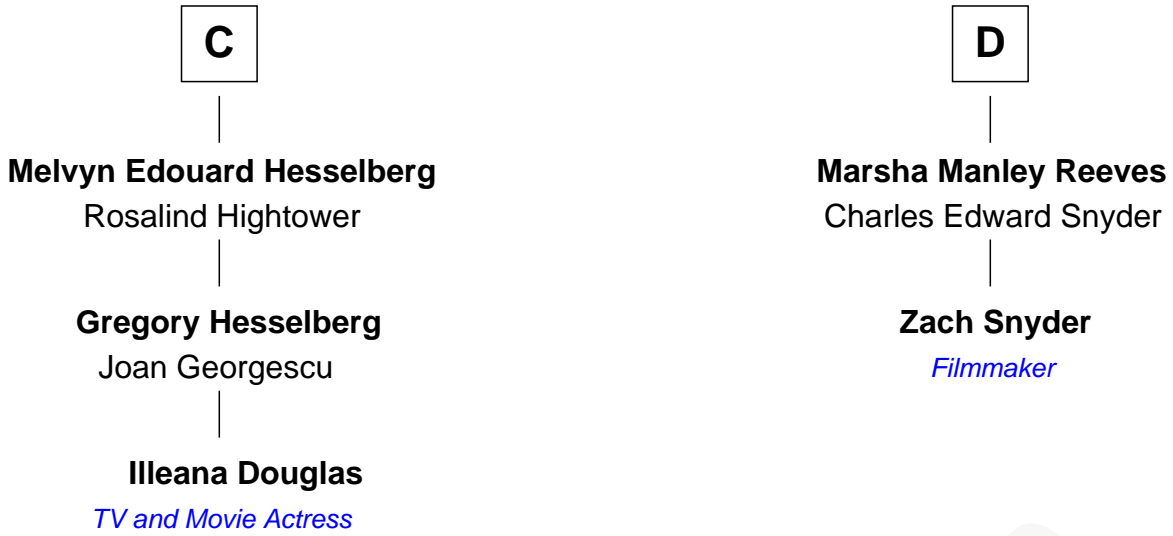 C
Melvyn Edouard Hesselberg
Rosalind Hightower
Gregory Hesselberg
Joan Georgescu
Illeana Douglas
TV and Movie Actress
D
Marsha Manley Reeves
Charles Edward Snyder
Zach Snyder
Filmmaker